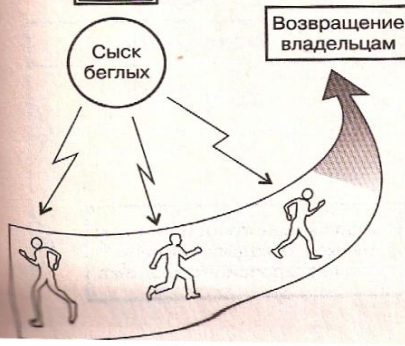 Сыск
беглых
Возвращение
владельцам